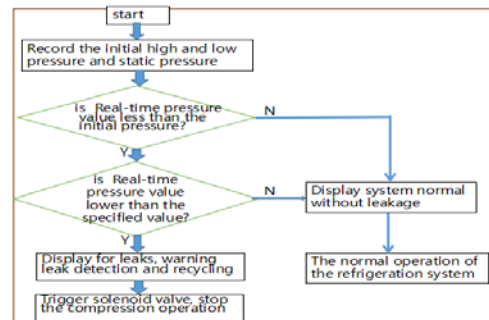 start
Record the initial high and low
pressure and static pressure
is Real-time pressure
value less than the
initial pressure?
N
Y
is Real-time
pressure value
lower than the
specified value?
N
Display system normal
without leakage
Y
Display for leaks, warning
leak detection and recycling
The normal operation of
the refrigeration system
Trigger solenoid valve, stop
the compression operation